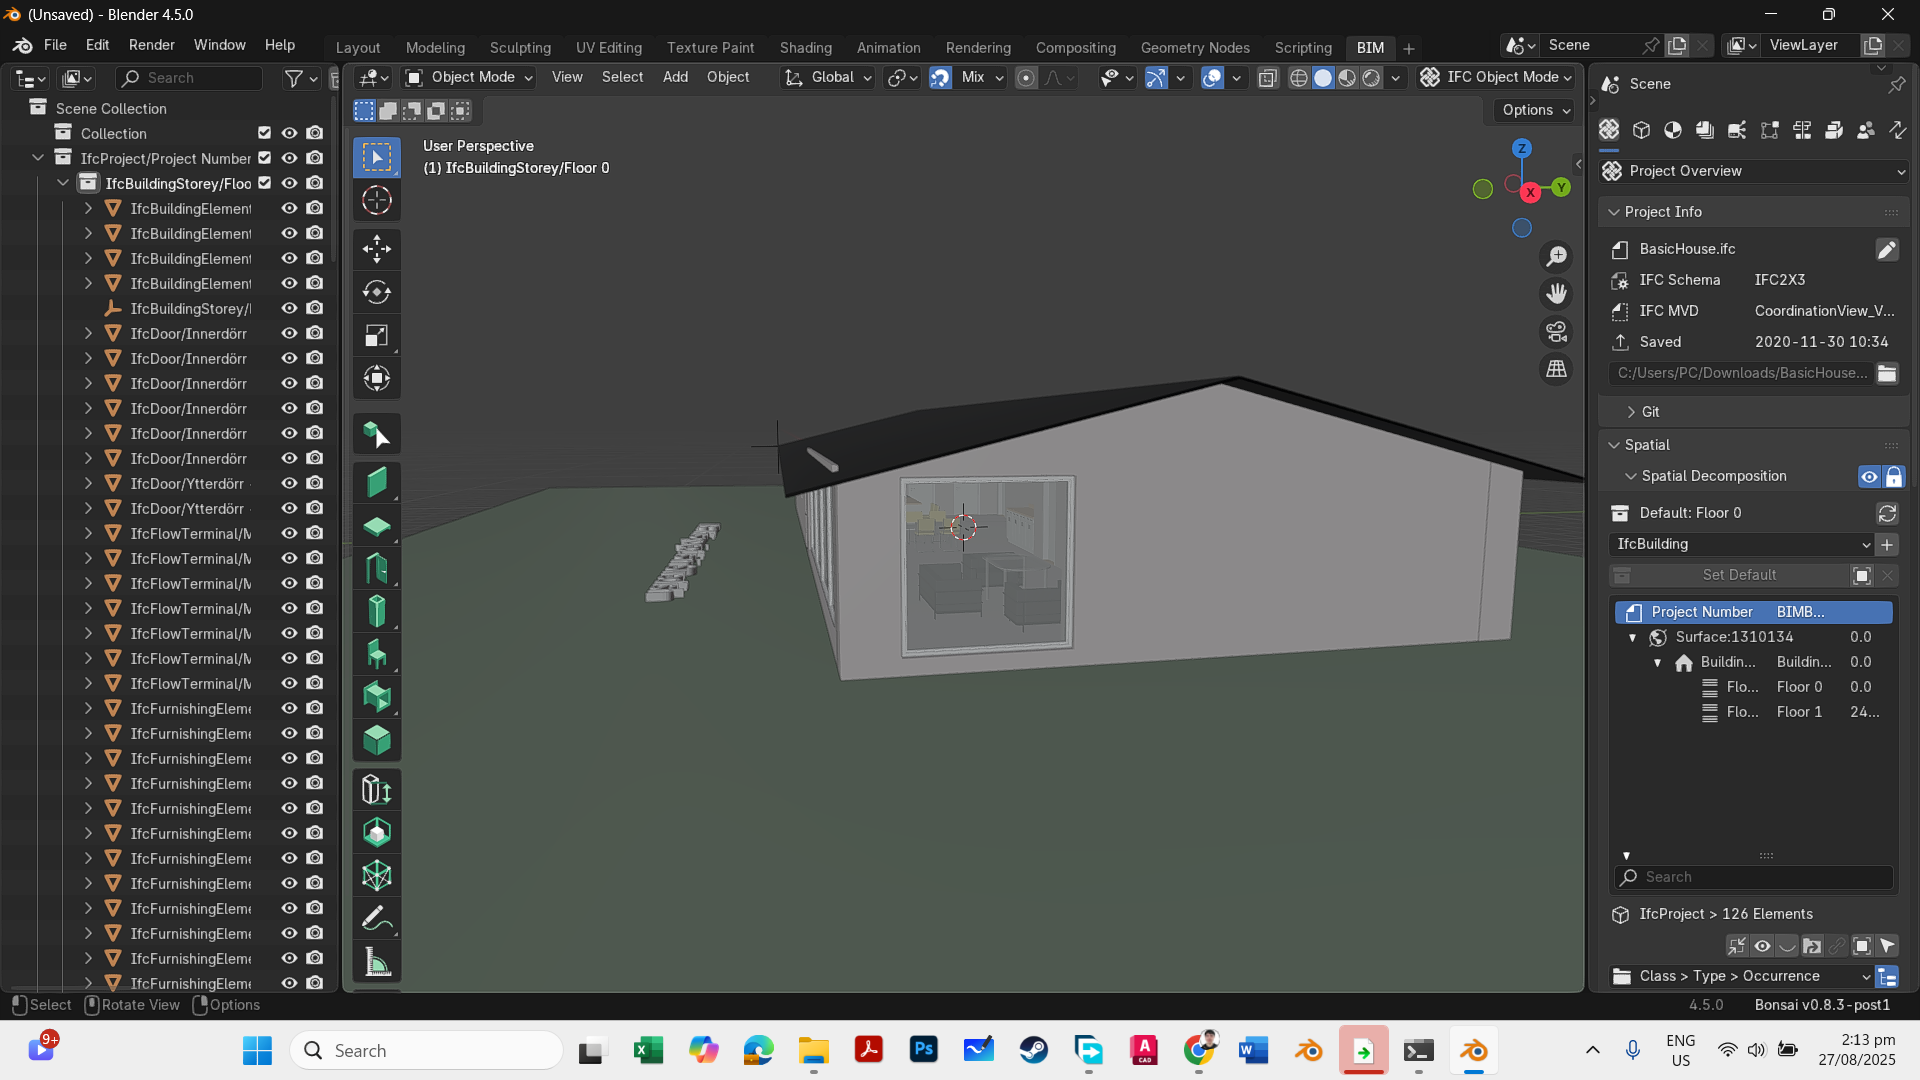 (Unsaved) - Blender 4.5.0
File Edit Render Window Help
Layout Modeling Sculpting UV Editing Texture Paint Shading Animation Rendering Compositing Geometry Nodes Scripting BIM
Scene
ViewLayer
Search
Object Mode View Select Add Object Global Mix IFC Object Mode
Options
Scene Collection
Collection
IfcProject/Project Number
IfcBuildingStorey/Floo
IfcBuildingElement
IfcBuildingElement
IfcBuildingElement
IfcBuildingElement
IfcBuildingStorey/
IfcDoor/Innerdörr
IfcDoor/Innerdörr
IfcDoor/Innerdörr
IfcDoor/Innerdörr
IfcDoor/Innerdörr
IfcDoor/Innerdörr
IfcDoor/Ytterdörr
IfcDoor/Ytterdörr
IfcFlowTerminal/M
IfcFlowTerminal/M
IfcFlowTerminal/M
IfcFlowTerminal/M
IfcFlowTerminal/M
IfcFlowTerminal/M
IfcFlowTerminal/M
IfcFurnishingEleme
IfcFurnishingEleme
IfcFurnishingEleme
IfcFurnishingEleme
IfcFurnishingEleme
IfcFurnishingEleme
IfcFurnishingEleme
IfcFurnishingEleme
IfcFurnishingEleme
IfcFurnishingEleme
IfcFurnishingEleme
IfcFurnishingEleme
User Perspective
(1) IfcBuildingStorey/Floor 0
Z
X
Y
Scene
Project Overview
Project Info
BasicHouse.ifc
IFC Schema IFC2X3
IFC MVD CoordinationView_V...
Saved 2020-11-30 10:34
C:/Users/PC/Downloads/BasicHouse...
Git
Spatial
Spatial Decomposition
Default: Floor 0
IfcBuilding
Set Default
Project Number BIMB...
Surface:1310134 0.0
Buildin... Buildin... 0.0
Flo... Floor 0 0.0
Flo... Floor 1 24...
Search
IfcProject > 126 Elements
Class > Type > Occurrence
Select Rotate View Options
4.5.0 Bonsai v0.8.3-post1
9+
Search
Ps
A
CAD
ENG
US
2:13 pm
27/08/2025